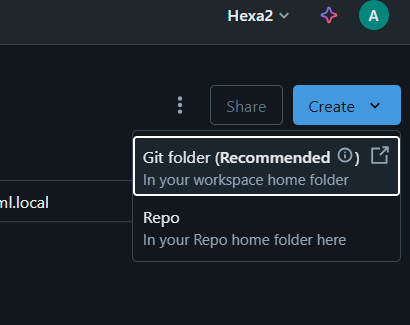 Hexa2
A
Share
Create
Git folder (Recommended )
In your workspace home folder
ml.local
Repo
In your Repo home folder here